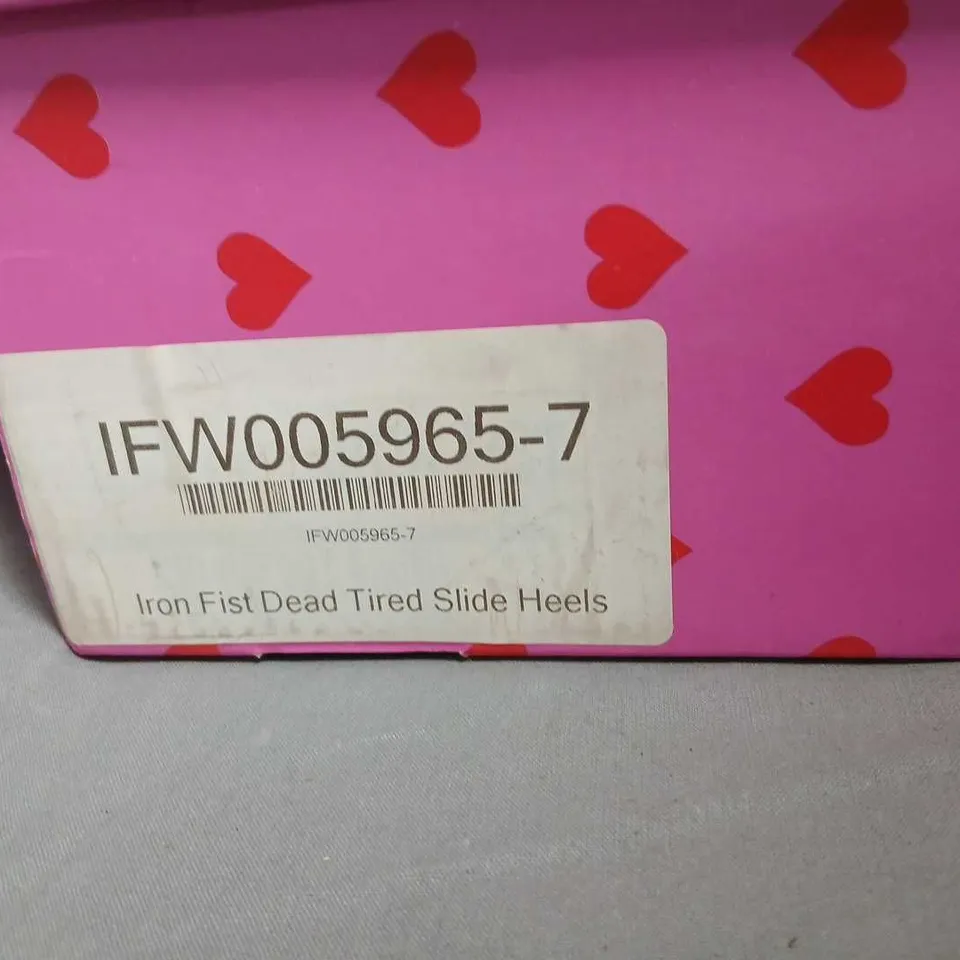 IFW005965-7
IFW005965-7
Iron Fist Dead Tired Slide Heels